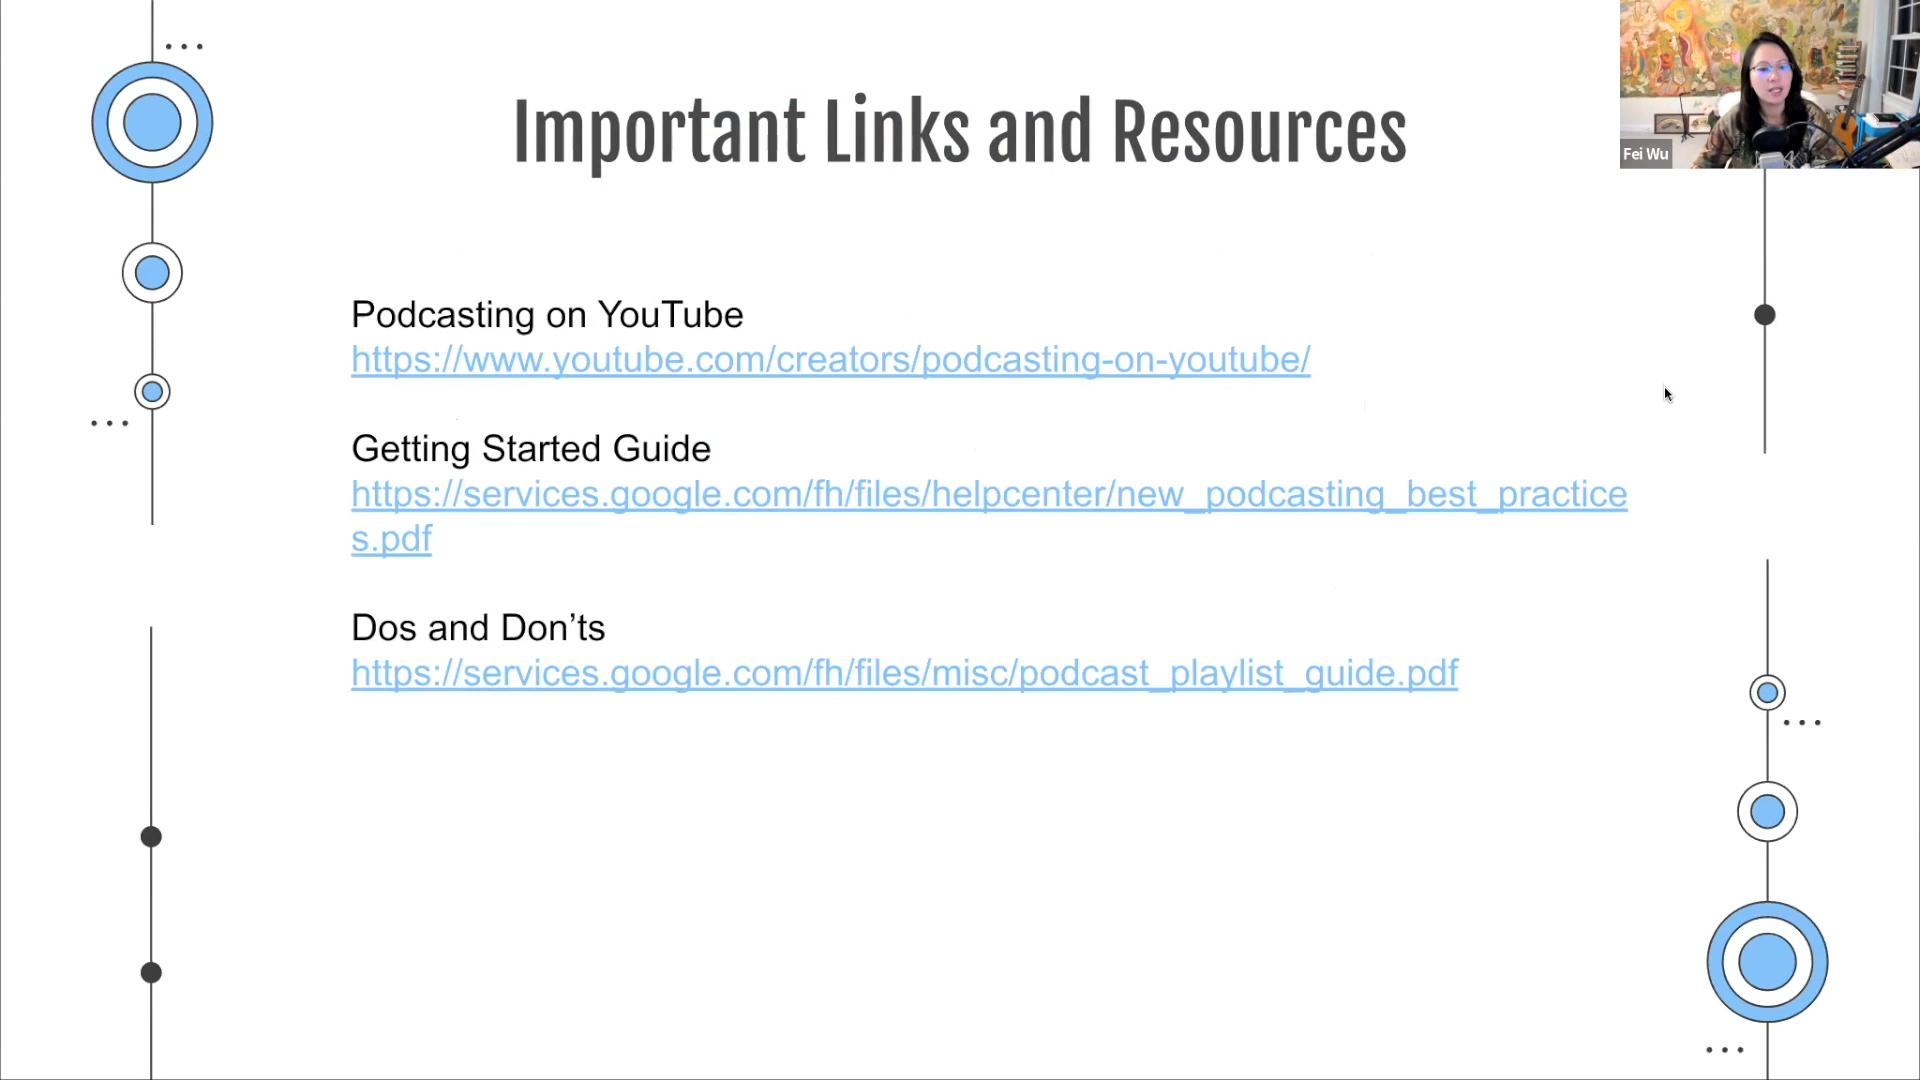 Important Links and Resources
Fei Wu
Podcasting on YouTube
https://www.youtube.com/creators/podcasting-on-youtube/
Getting Started Guide
https://services.google.com/fh/files/helpcenter/new_podcasting_best_practice
s.pdf
Dos and Don’ts
https://services.google.com/fh/files/misc/podcast_playlist_guide.pdf